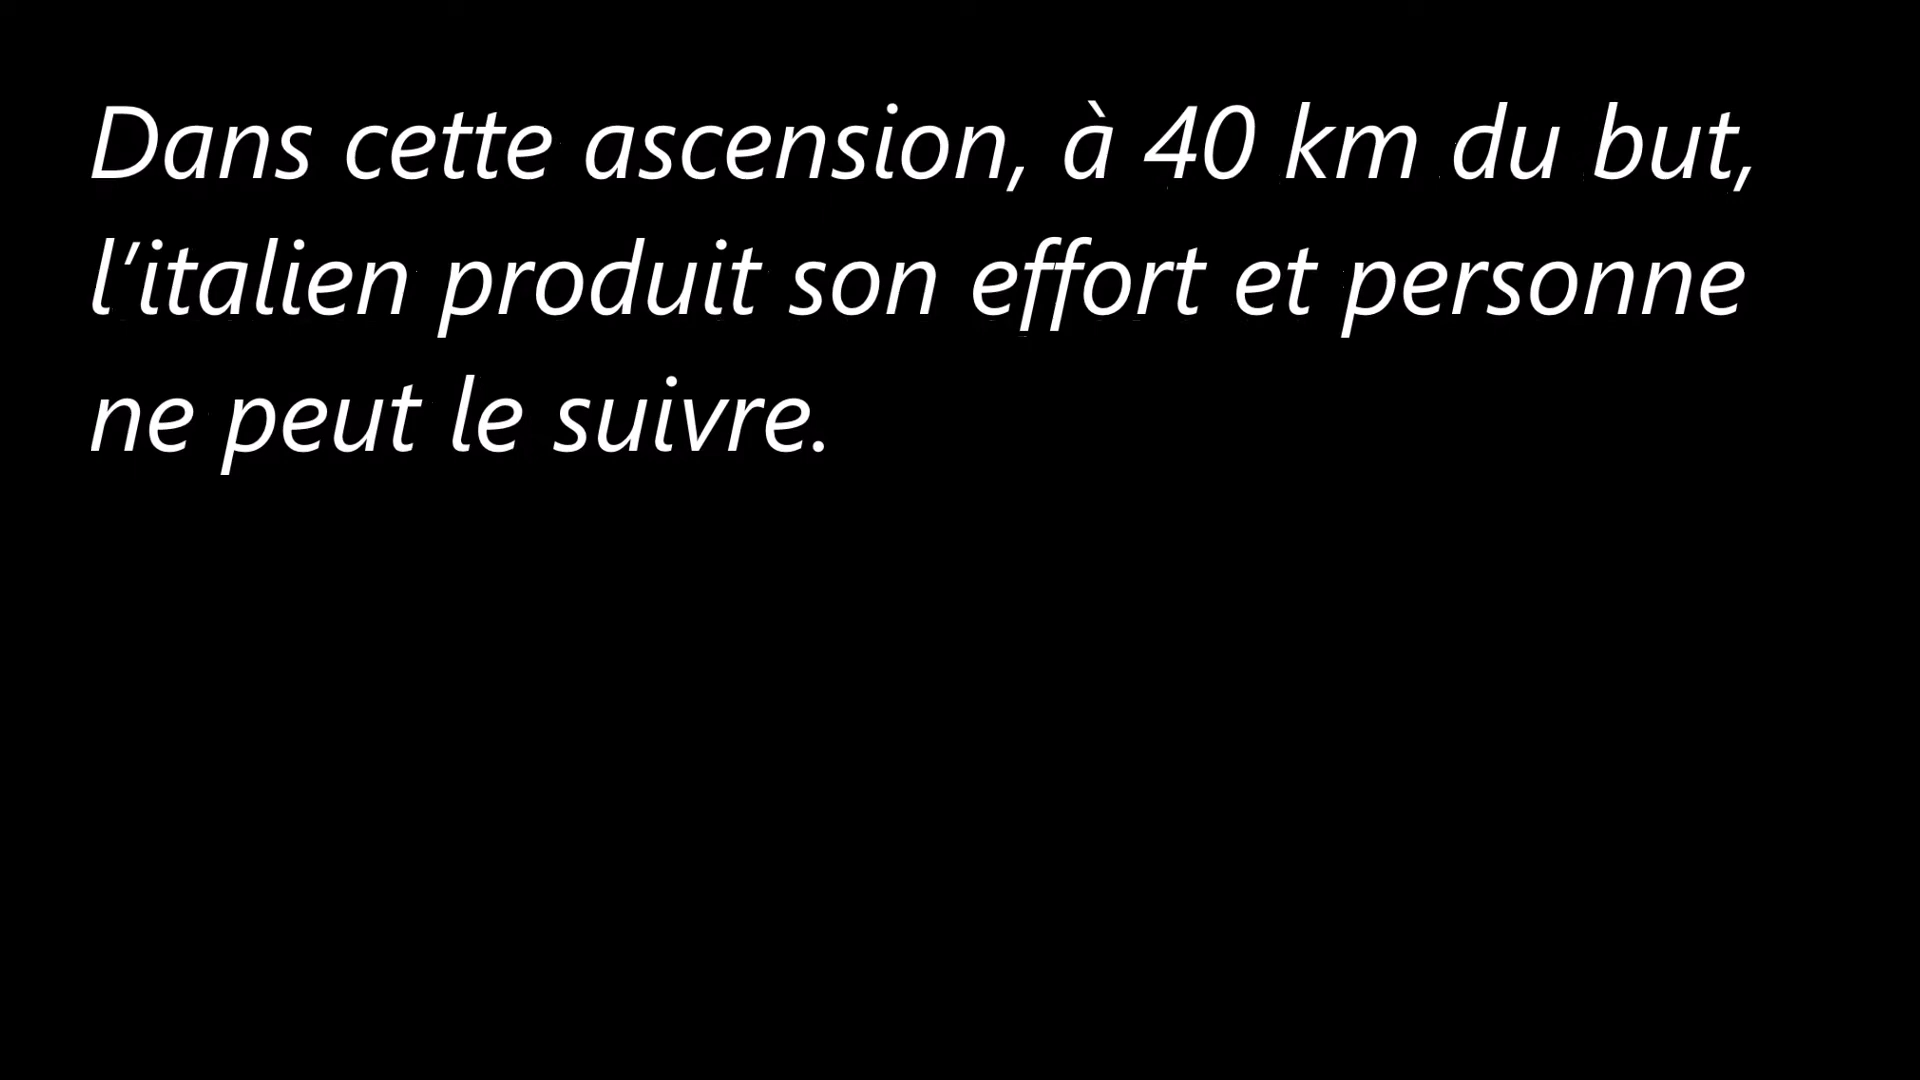 Dans cette ascension, à 40 km du but,
l’italien produit son effort et personne
ne peut le suivre.